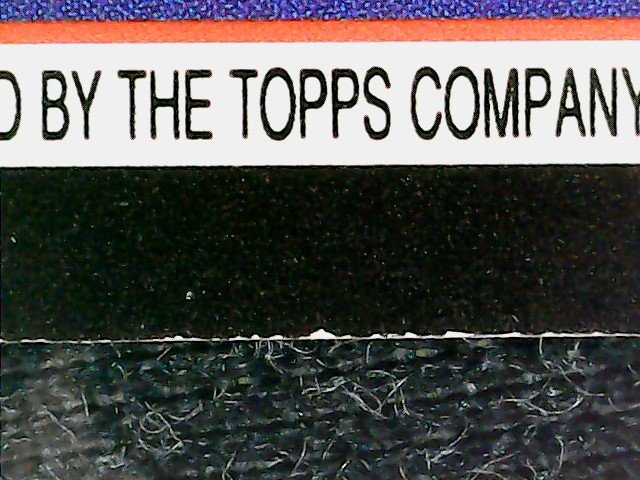 D BY THE TOPPS COMPANY